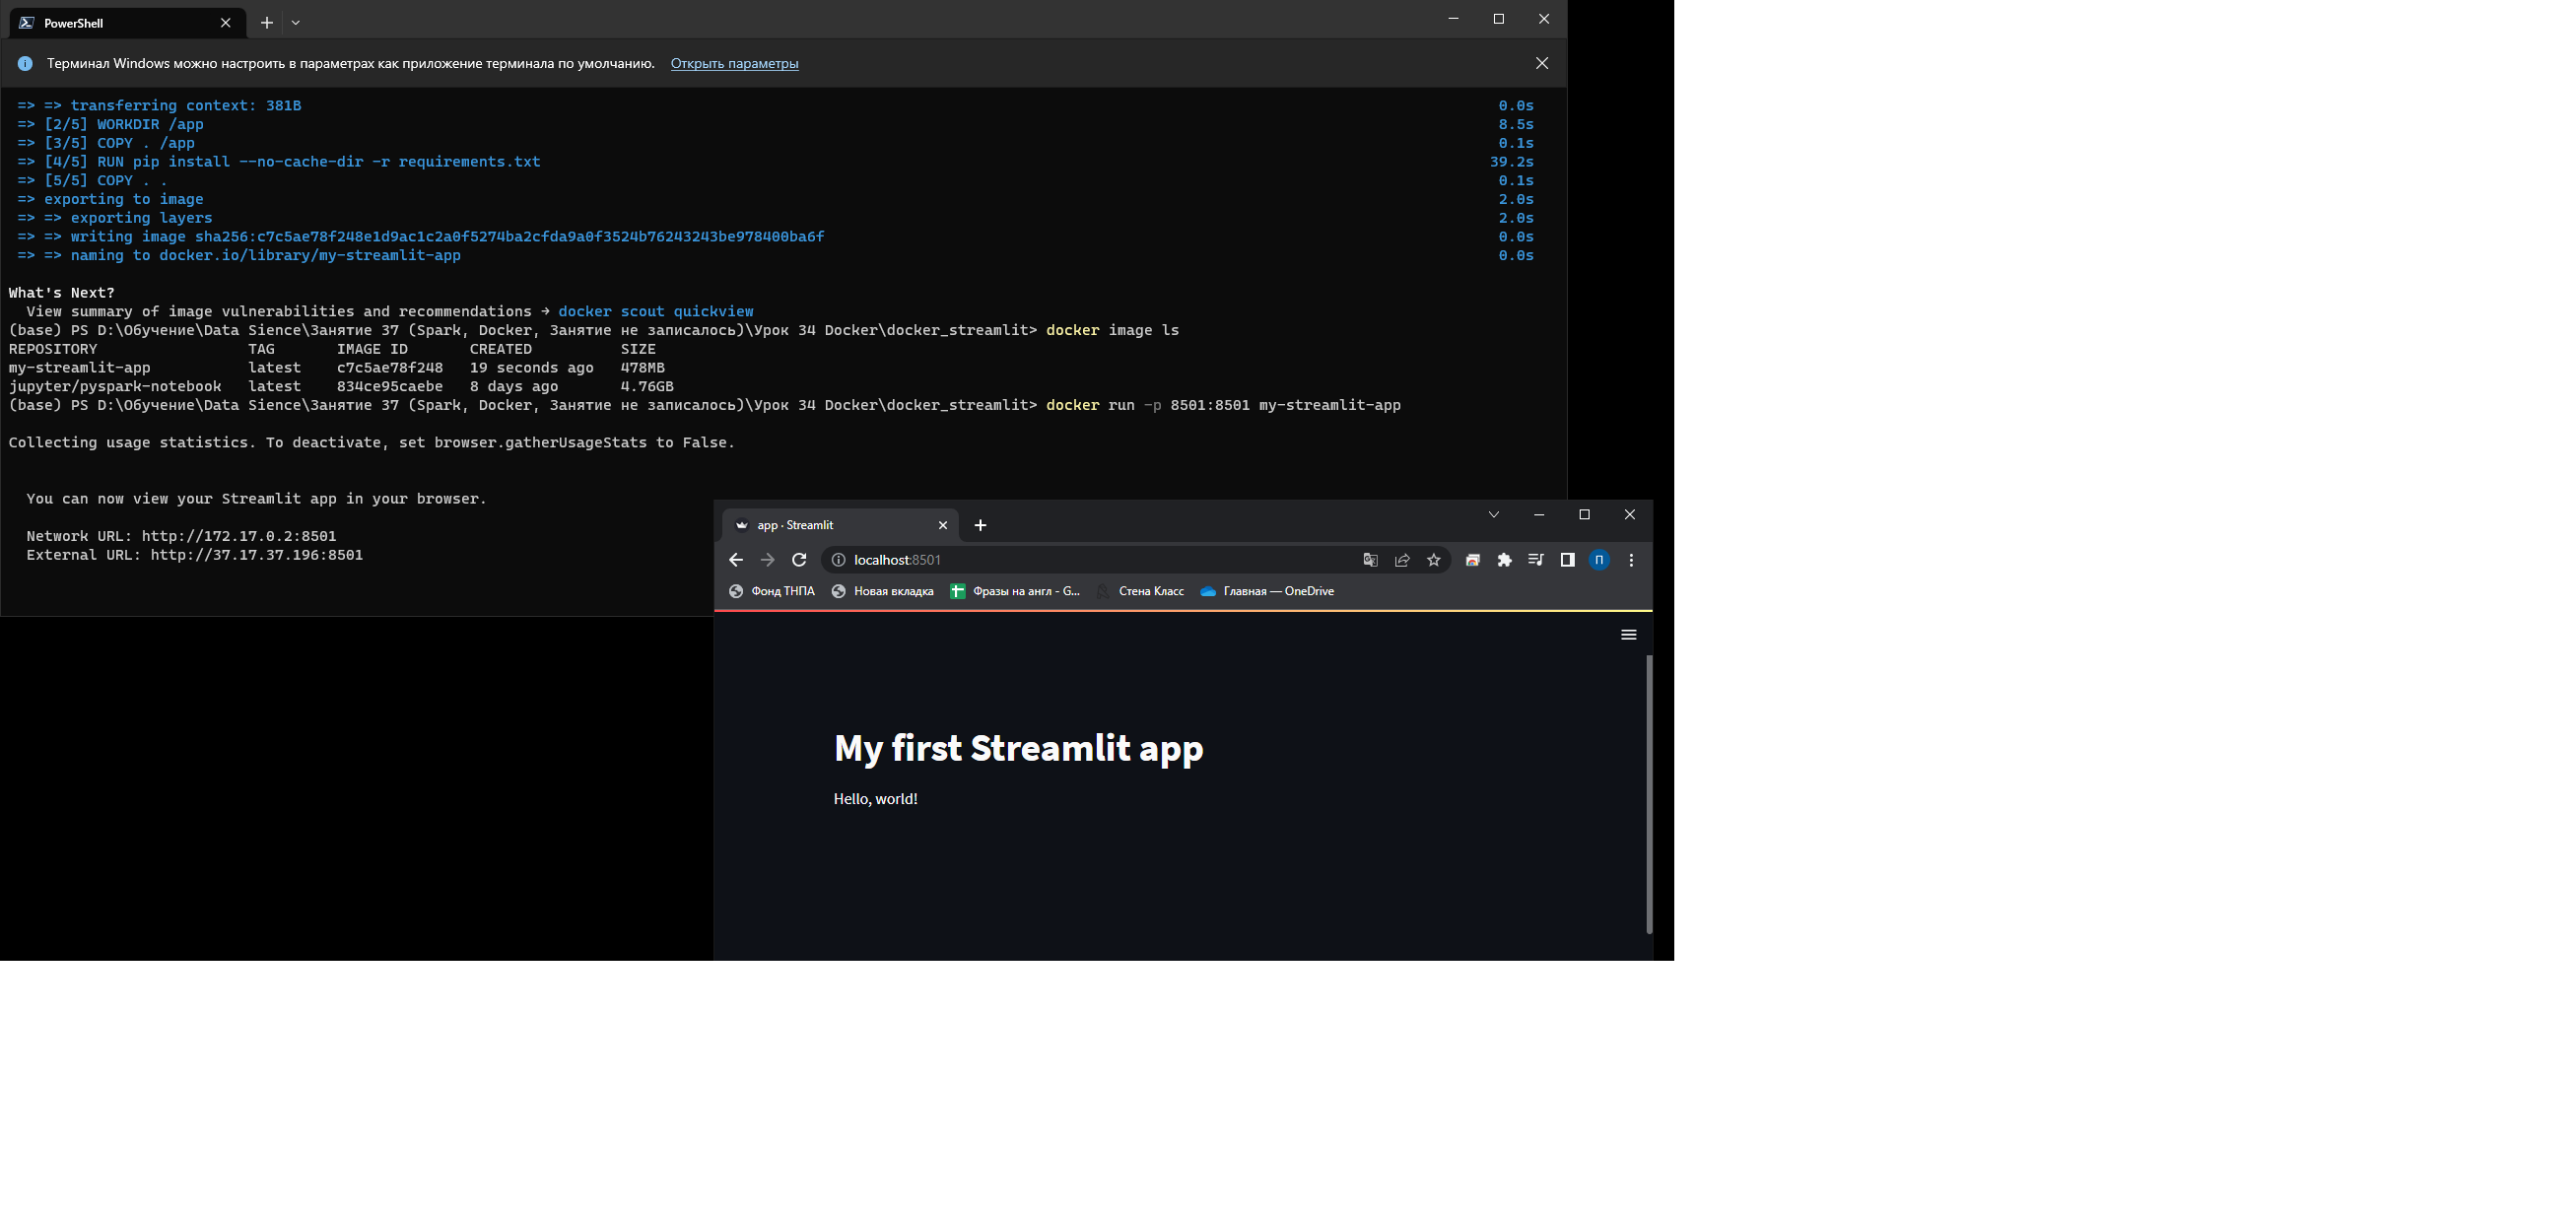 PowerShell
Терминал Windows можно настроить в параметрах как приложение терминала по умолчанию. Открыть параметры
=> => transferring context: 381B 0.0s
=> [2/5] WORKDIR /app 8.5s
=> [3/5] COPY . /app 0.1s
=> [4/5] RUN pip install --no-cache-dir -r requirements.txt 39.2s
=> [5/5] COPY . . 0.1s
=> exporting to image 2.0s
=> => exporting layers 2.0s
=> => writing image sha256:c7c5ae78f248e1d9ac1c2a0f5274ba2cfda9a0f3524b76243243be978400ba6f 0.0s
=> => naming to docker.io/library/my-streamlit-app 0.0s
What's Next?
View summary of image vulnerabilities and recommendations → docker scout quickview
(base) PS D:\Обучение\Data Sience\Занятие 37 (Spark, Docker, Занятие не записалось)\Урок 34 Docker\docker_streamlit> docker image ls
REPOSITORY TAG IMAGE ID CREATED SIZE
my-streamlit-app latest c7c5ae78f248 19 seconds ago 478MB
jupyter/pyspark-notebook latest 834ce95caebe 8 days ago 4.76GB
(base) PS D:\Обучение\Data Sience\Занятие 37 (Spark, Docker, Занятие не записалось)\Урок 34 Docker\docker_streamlit> docker run -p 8501:8501 my-streamlit-app
Collecting usage statistics. To deactivate, set browser.gatherUsageStats to False.
You can now view your Streamlit app in your browser.
Network URL: http://172.17.0.2:8501
External URL: http://37.17.37.196:8501
app · Streamlit
localhost:8501
П
Фонд ТНПА Новая вкладка Фразы на англ - G... Стена Класс Главная — OneDrive
My first Streamlit app
Hello, world!